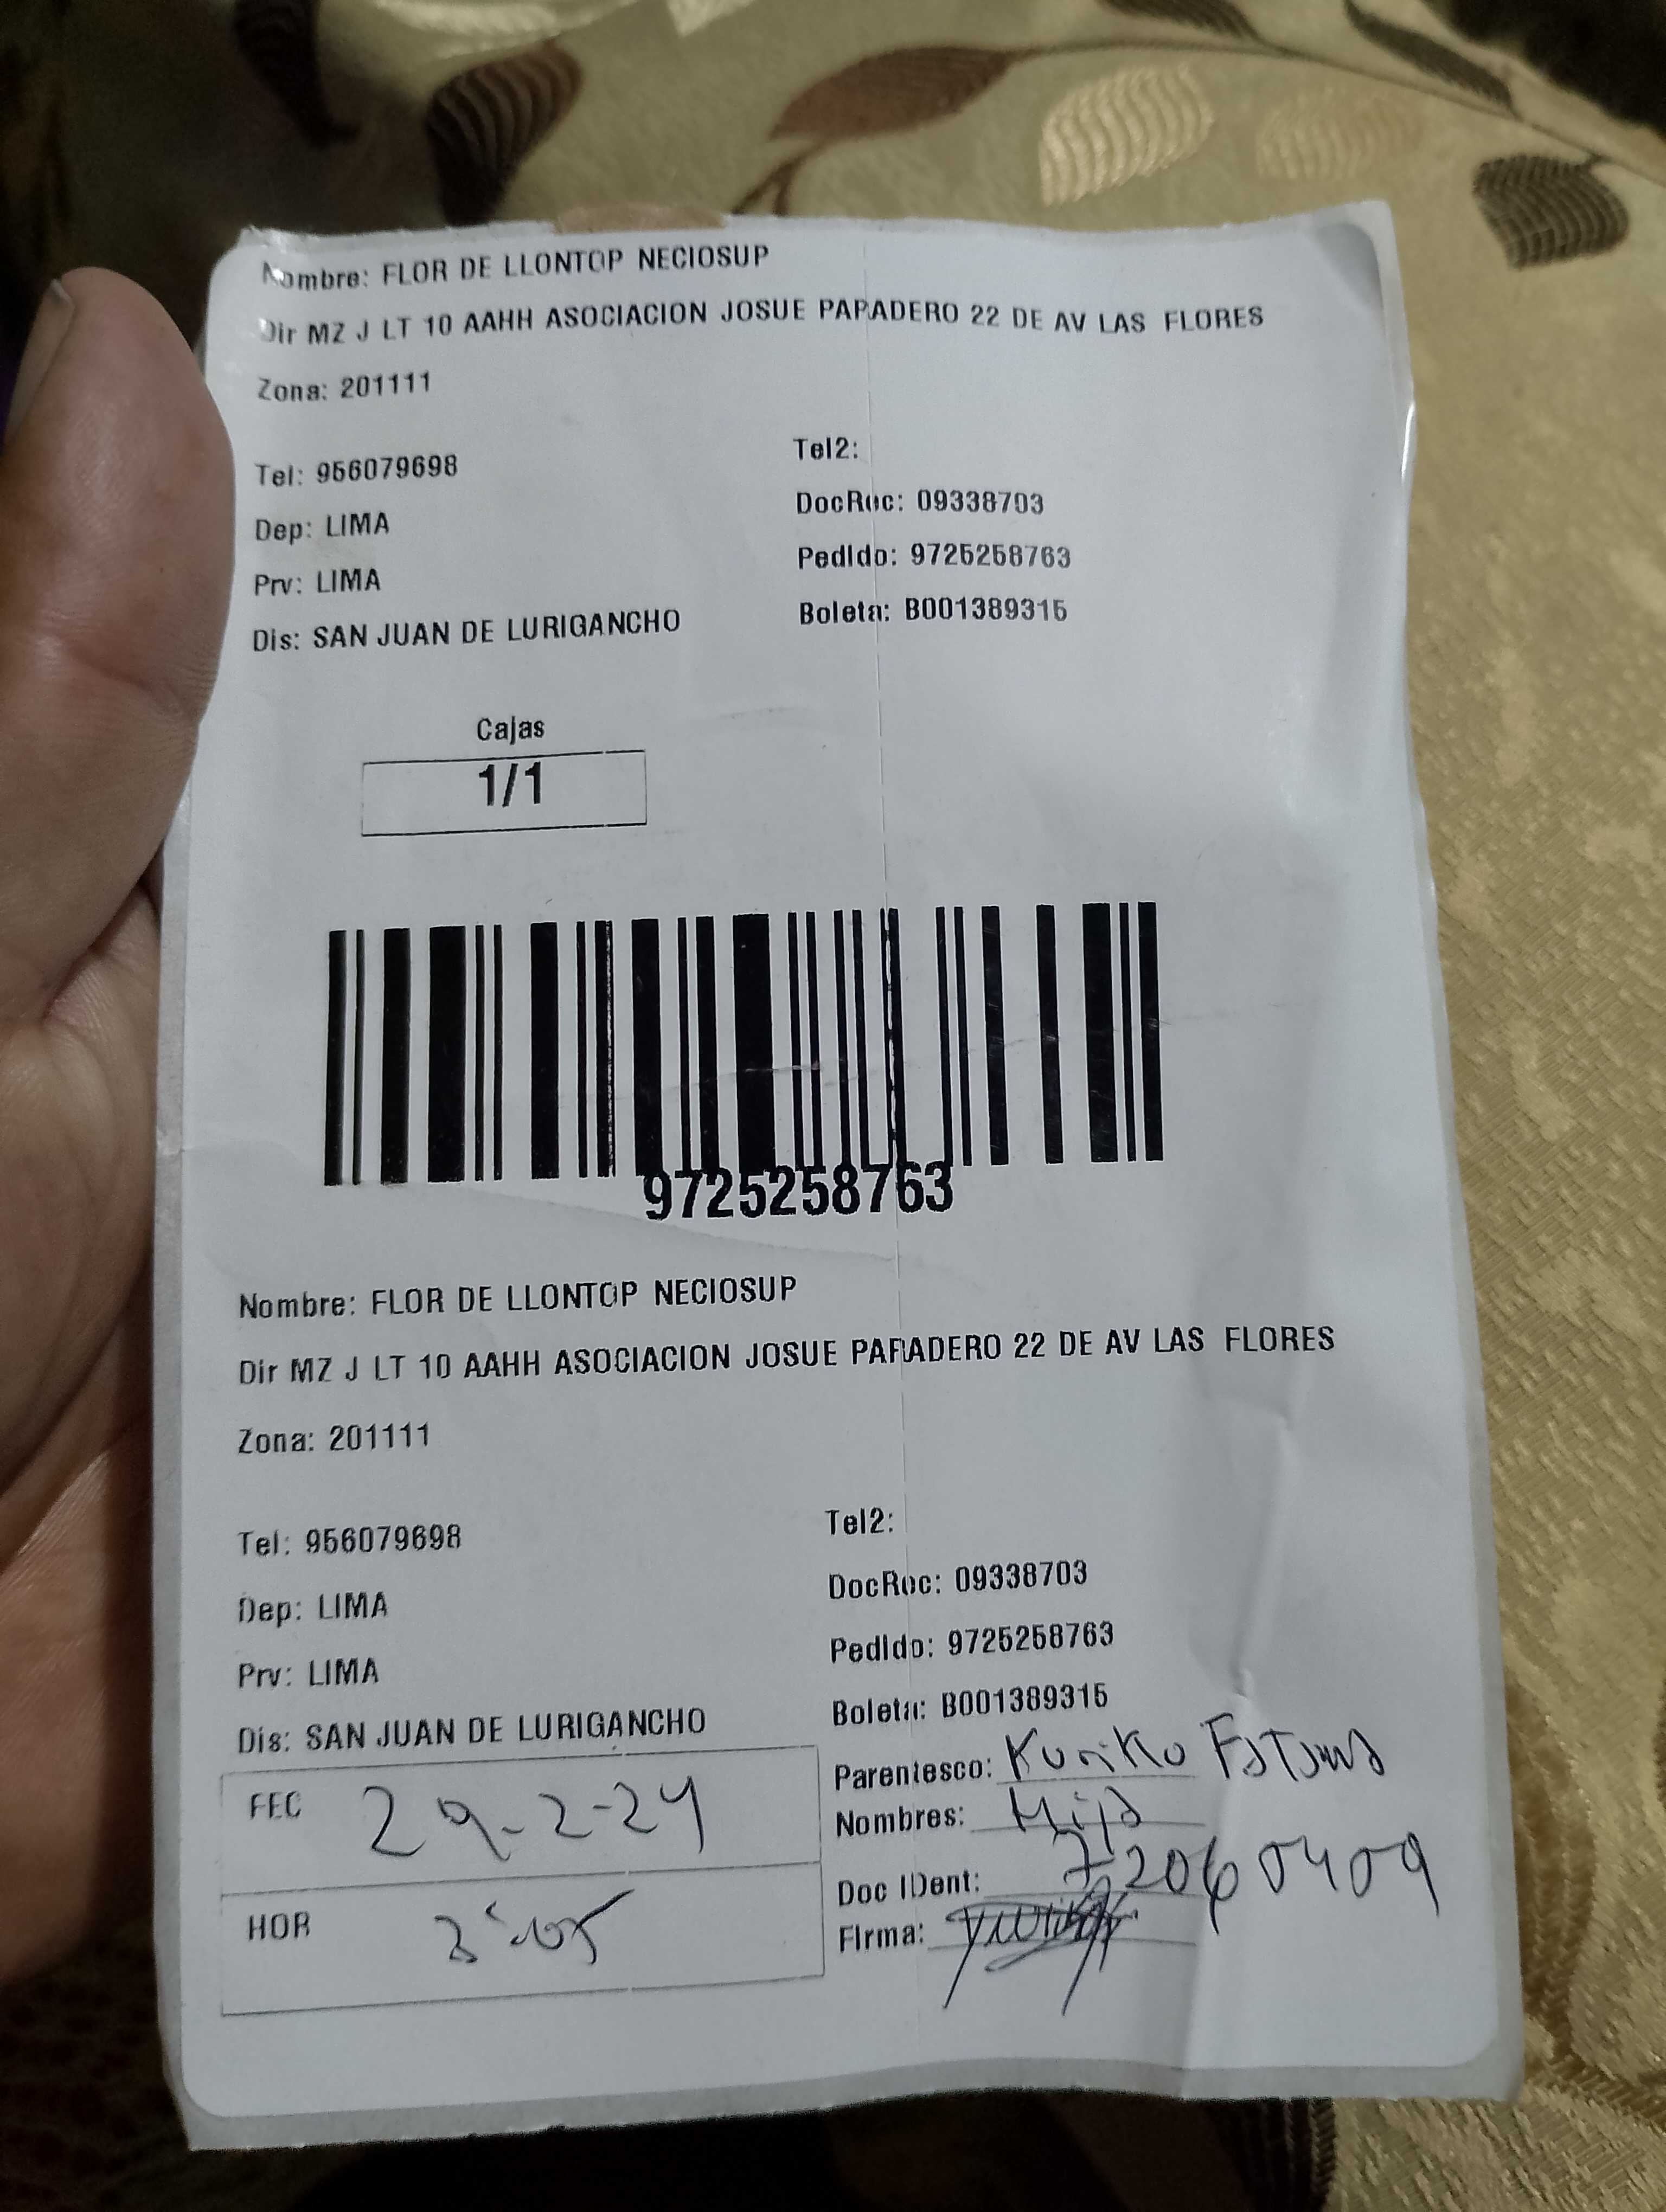 Nombre: FLOR DE LLONTOP NECIOSUP
Dir MZ J LT 10 AAHH ASOCIACION JOSUE PARADERO 22 DE AV LAS FLORES
Zona: 201111
Tel: 956079698
Tel2:
Dep: LIMA
DocRec: 09338703
Prv: LIMA
Pedido: 9725258763
Dis: SAN JUAN DE LURIGANCHO
Boleta: B001389315
Cajas
1/1
9725258763
Nombre: FLOR DE LLONTOP NECIOSUP
Dir MZ J LT 10 AAHH ASOCIACION JOSUE PARADERO 22 DE AV LAS FLORES
Zona: 201111
Tel: 956079698
Tel2:
Dep: LIMA
DocRec: 09338703
Prv: LIMA
Pedido: 9725258763
Dis: SAN JUAN DE LURIGANCHO
Boleta: B001389315
FEC 29-2-24
HOR
Parentesco:
Nombres: Hija
Doc IDent: 72060409
Firma: